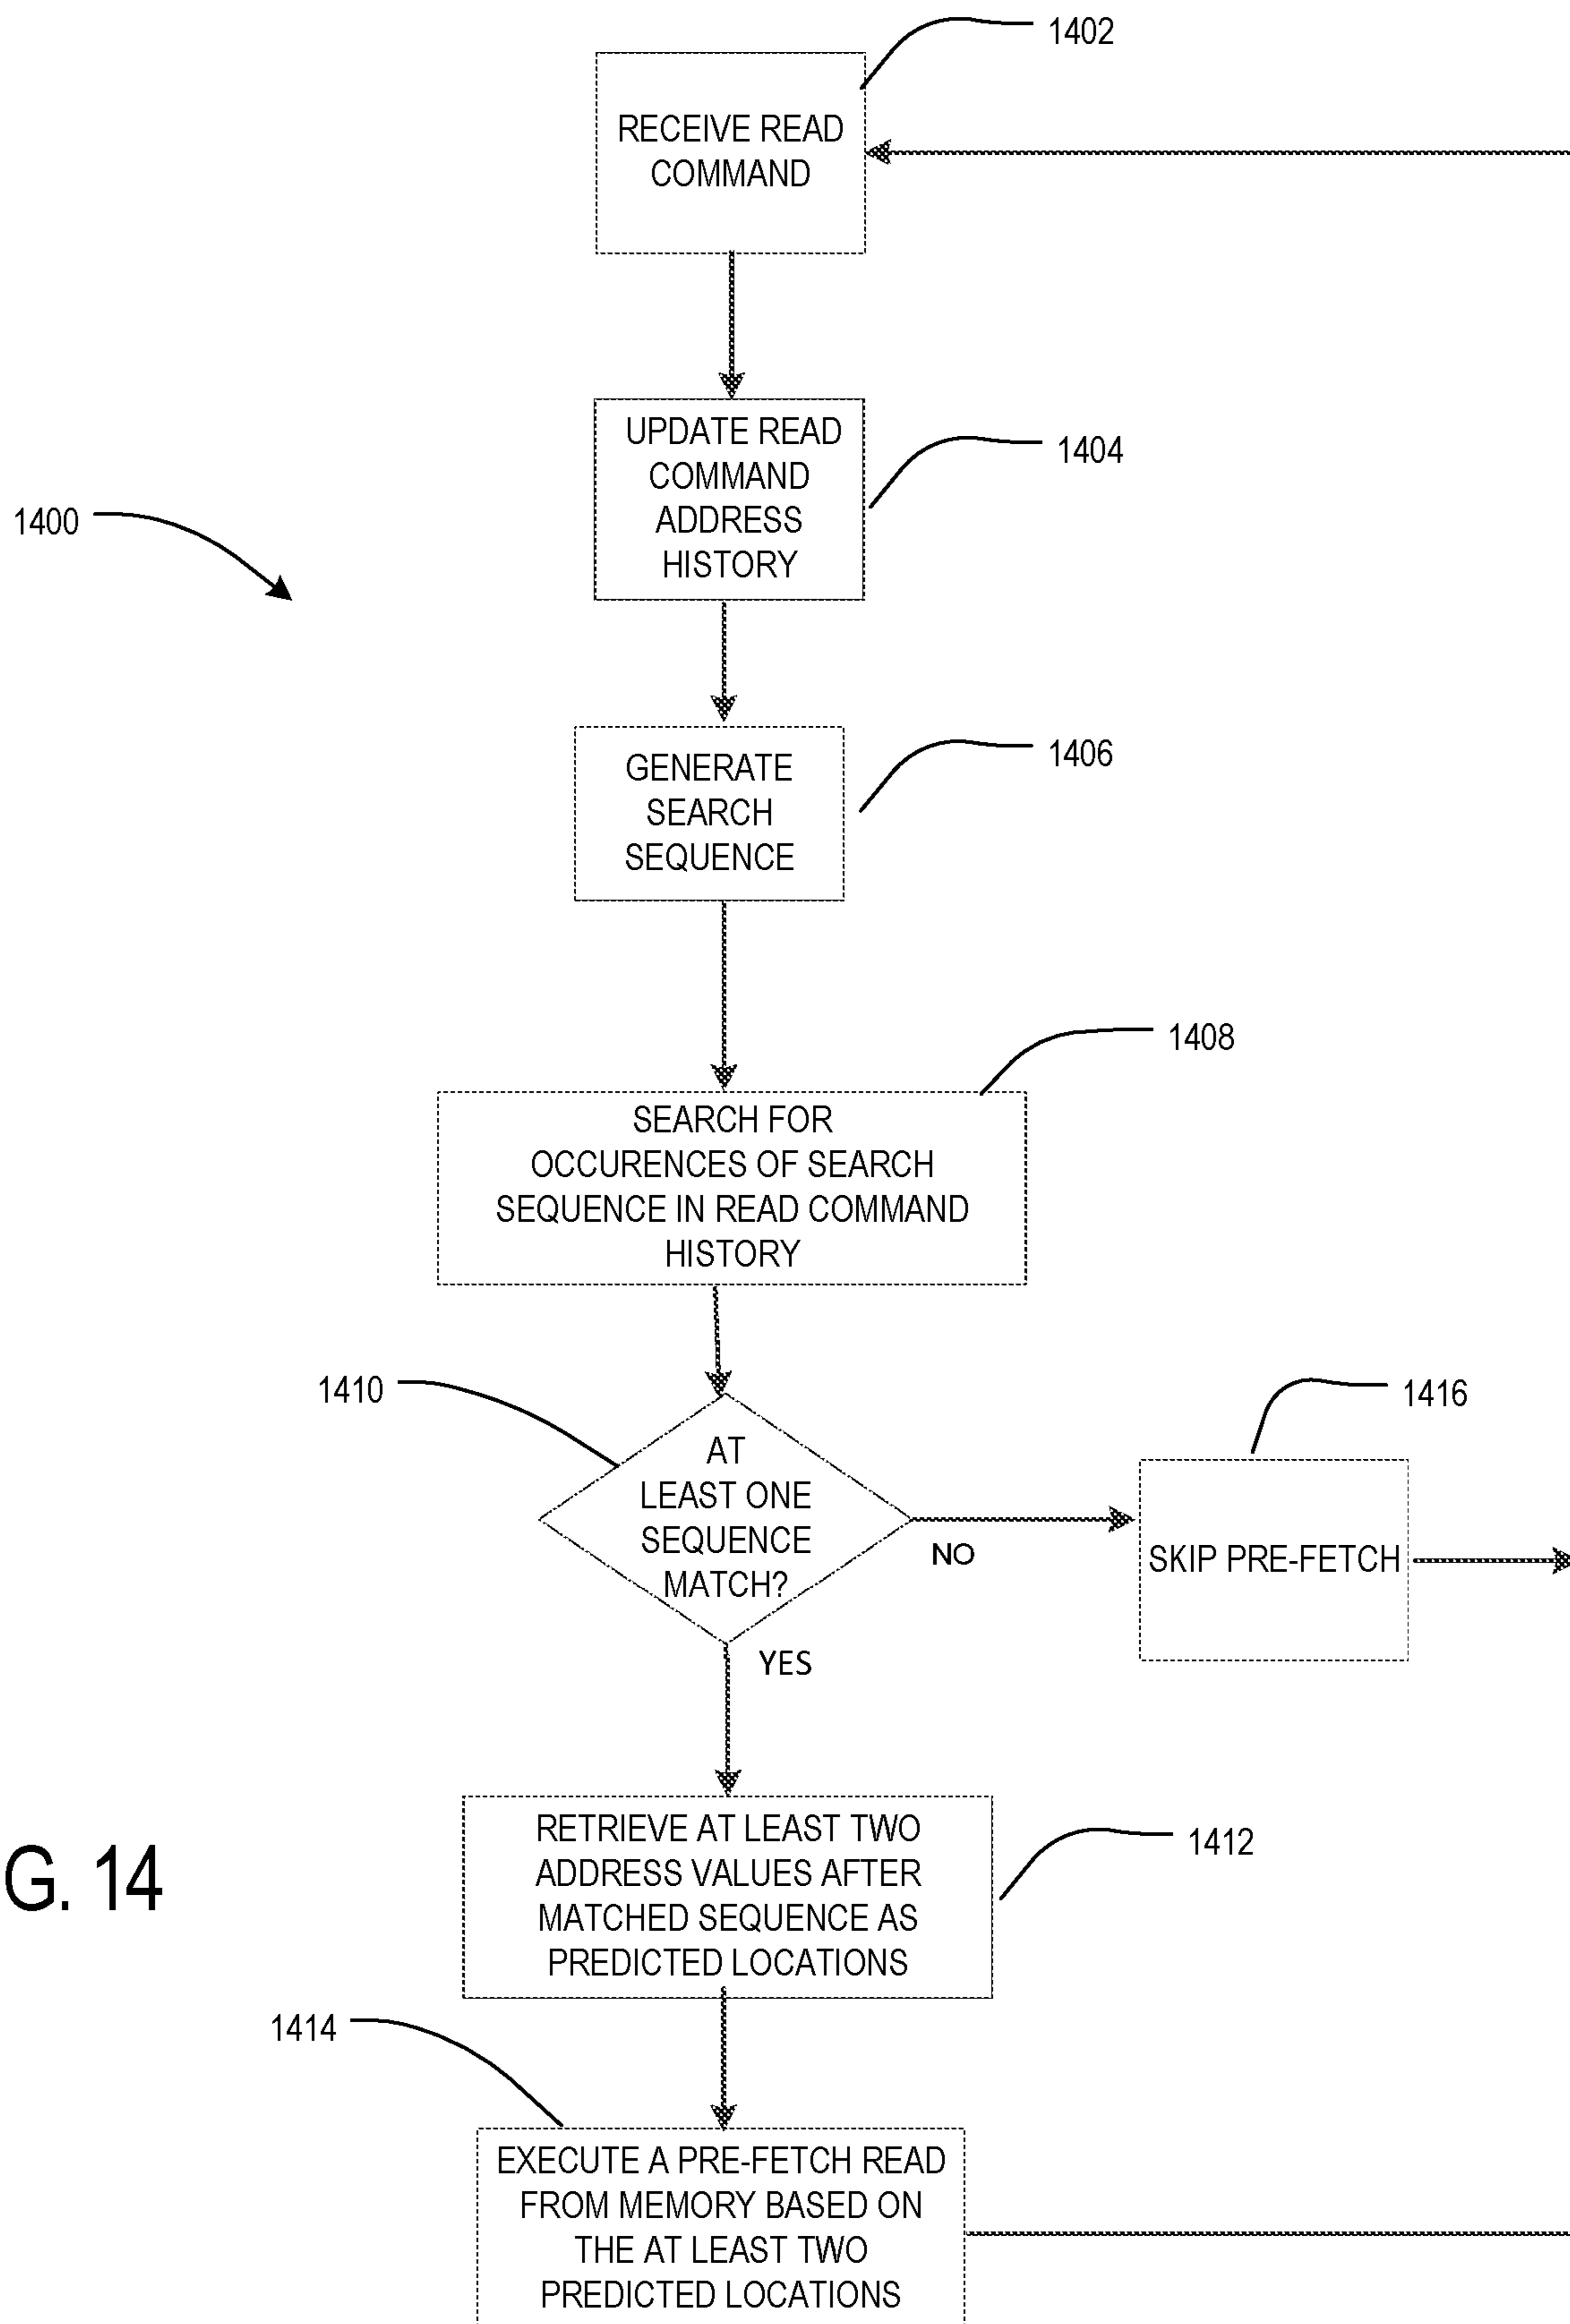 1402
RECEIVE READ
COMMAND
UPDATE READ
COMMAND
ADDRESS
HISTORY
1404
1400
GENERATE
SEARCH
SEQUENCE
1406
1408
SEARCH FOR
OCCURENCES OF SEARCH
SEQUENCE IN READ COMMAND
HISTORY
1410
1416
AT
LEAST ONE
SEQUENCE
MATCH?
NO
SKIP PRE-FETCH
YES
RETRIEVE AT LEAST TWO
ADDRESS VALUES AFTER
MATCHED SEQUENCE AS
PREDICTED LOCATIONS
1412
G. 14
1414
EXECUTE A PRE-FETCH READ
FROM MEMORY BASED ON
THE AT LEAST TWO
PREDICTED LOCATIONS